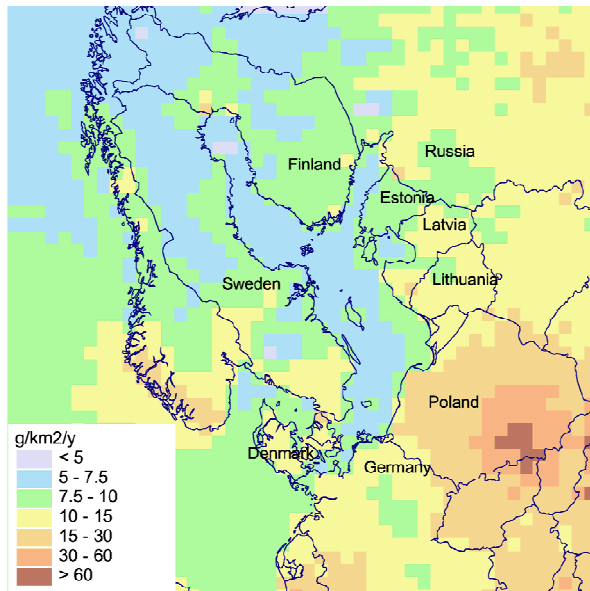 Finland
Russia
Estonia
Latvia
Sweden
Lithuania
Poland
Denmark
Germany
g/km2/y
< 5
5 - 7.5
7.5 - 10
10 - 15
15 - 30
30 - 60
> 60